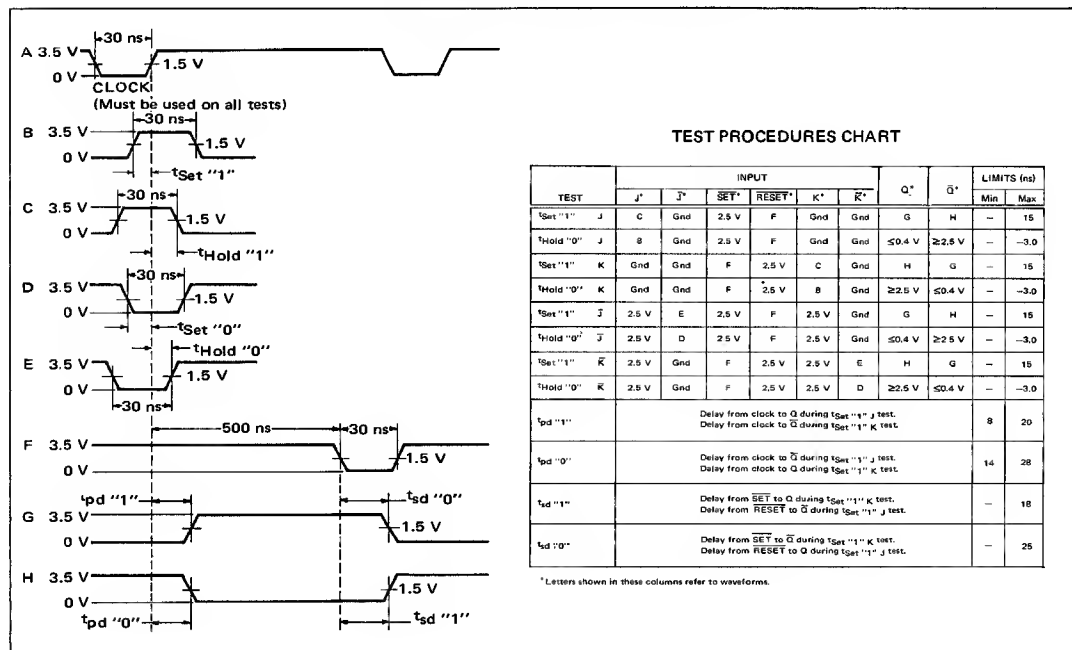 30 ns
A 3.5 V
1.5 V
0 V
CLOCK
(Must be used on all tests)
30 ns
B 3.5 V
1.5 V
0 V
tSet "1"
30 ns
C 3.5 V
1.5 V
0 V
tHold "1"
30 ns
D 3.5 V
1.5 V
0 V
tSet "0"
tHold "0"
E 3.5 V
1.5 V
0 V
30 ns
500 ns 30 ns
F 3.5 V
1.5 V
0 V
tpd "1" tsd "0"
G 3.5 V
1.5 V
0 V
H 3.5 V
1.5 V
0 V
tpd "0" tsd "1"
TEST PROCEDURES CHART
TEST INPUT Q* Q̅* LIMITS (ns)
J* J̅* S̅E̅T̅* R̅E̅S̅E̅T̅* K* K̅* Min Max
tSet "1" J C Gnd 2.5 V F Gnd Gnd G H – 15
tHold "0" J B Gnd 2.5 V F Gnd Gnd ≤0.4 V ≥2.5 V – –3.0
tSet "1" K Gnd Gnd F 2.5 V C Gnd H G – 15
tHold "0" K Gnd Gnd F 2.5 V B Gnd ≥2.5 V ≤0.4 V – –3.0
tSet "1" J̅ 2.5 V E 2.5 V F 2.5 V Gnd G H – 15
tHold "0" J̅ 2.5 V D 2.5 V F 2.5 V Gnd ≤0.4 V ≥2.5 V – –3.0
tSet "1" K̅ 2.5 V Gnd F 2.5 V 2.5 V E H G – 15
tHold "0" K̅ 2.5 V Gnd F 2.5 V 2.5 V D ≥2.5 V ≤0.4 V – –3.0
tpd "1" Delay from clock to Q during tSet "1" J test. 8 20
Delay from clock to Q̅ during tSet "1" K test.
tpd "0" Delay from clock to Q̅ during tSet "1" J test. 14 28
Delay from clock to Q during tSet "1" K test.
tsd "1" Delay from S̅E̅T̅ to Q during tSet "1" K test. – 18
Delay from R̅E̅S̅E̅T̅ to Q̅ during tSet "1" J test.
tsd "0" Delay from S̅E̅T̅ to Q̅ during tSet "1" K test. – 25
Delay from R̅E̅S̅E̅T̅ to Q during tSet "1" J test.
*Letters shown in these columns refer to waveforms.